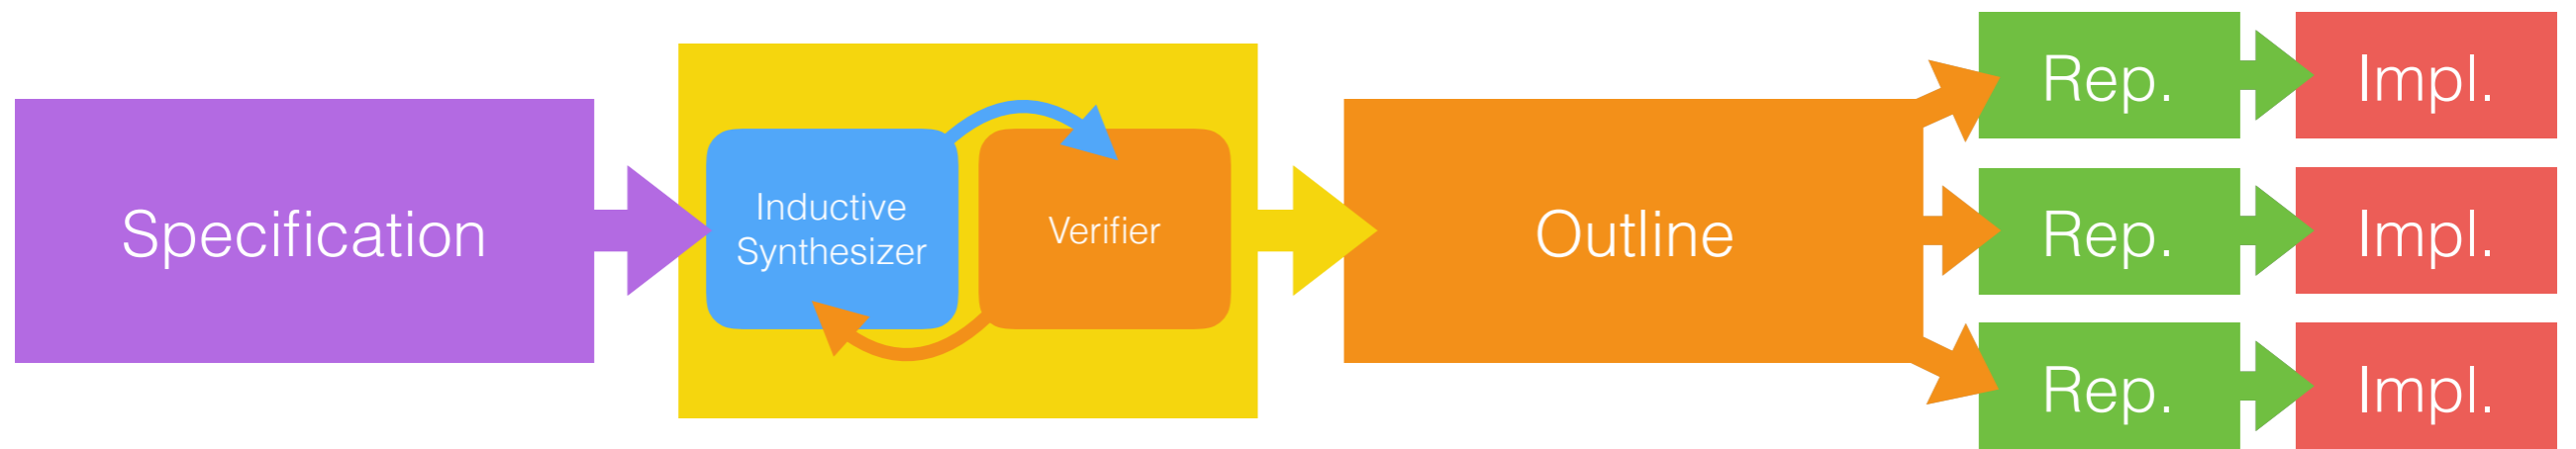 Specification
Inductive
Synthesizer
Verifier
Outline
Rep.
Impl.
Rep.
Impl.
Rep.
Impl.